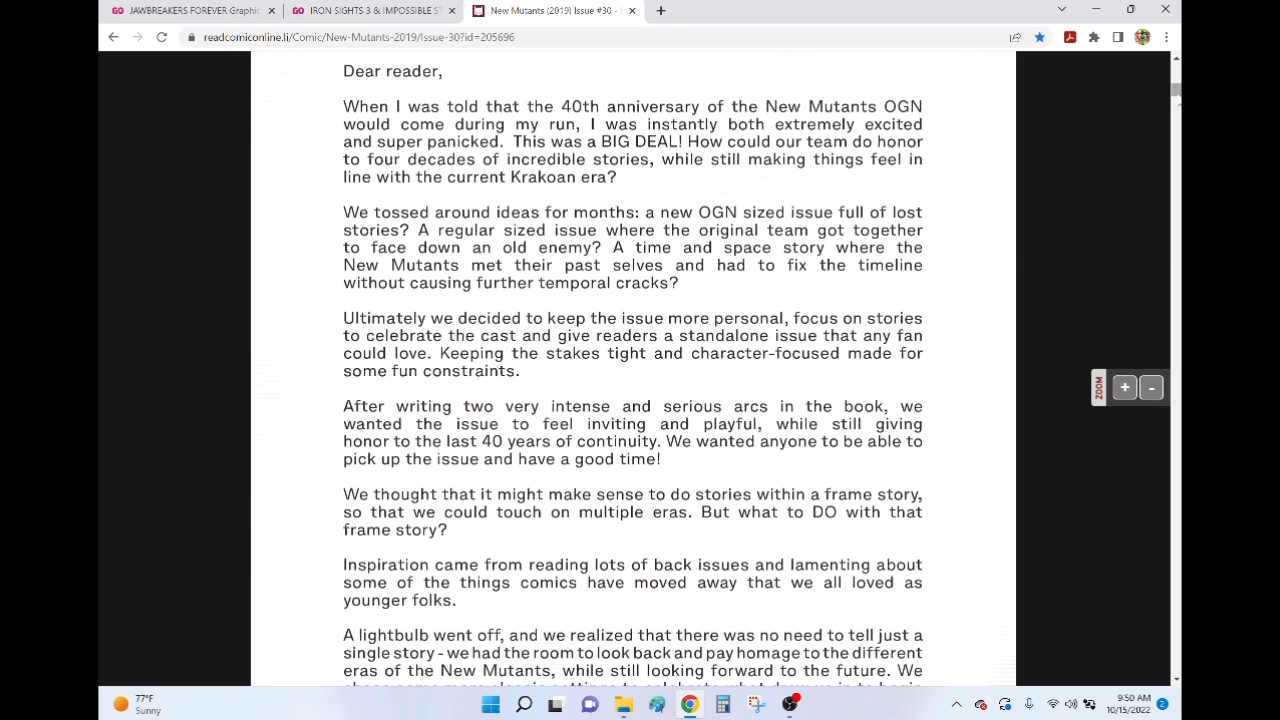 JAWBREAKERS FOREVER Graphic
IRON SIGHTS 3 & IMPOSSIBLE ST
New Mutants (2019) Issue #30 -
readcomiconline.li/Comic/New-Mutants-2019/Issue-30?id=205696
Dear reader,
When I was told that the 40th anniversary of the New Mutants OGN
would come during my run, I was instantly both extremely excited
and super panicked. This was a BIG DEAL! How could our team do honor
to four decades of incredible stories, while still making things feel in
line with the current Krakoan era?
We tossed around ideas for months: a new OGN sized issue full of lost
stories? A regular sized issue where the original team got together
to face down an old enemy? A time and space story where the
New Mutants met their past selves and had to fix the timeline
without causing further temporal cracks?
Ultimately we decided to keep the issue more personal, focus on stories
to celebrate the cast and give readers a standalone issue that any fan
could love. Keeping the stakes tight and character-focused made for
some fun constraints.
After writing two very intense and serious arcs in the book, we
wanted the issue to feel inviting and playful, while still giving
honor to the last 40 years of continuity. We wanted anyone to be able to
pick up the issue and have a good time!
We thought that it might make sense to do stories within a frame story,
so that we could touch on multiple eras. But what to DO with that
frame story?
Inspiration came from reading lots of back issues and lamenting about
some of the things comics have moved away that we all loved as
younger folks.
A lightbulb went off, and we realized that there was no need to tell just a
single story - we had the room to look back and pay homage to the different
eras of the New Mutants, while still looking forward to the future. We
ZOOM
+ -
77°F
Sunny
9:50 AM
10/15/2022
2